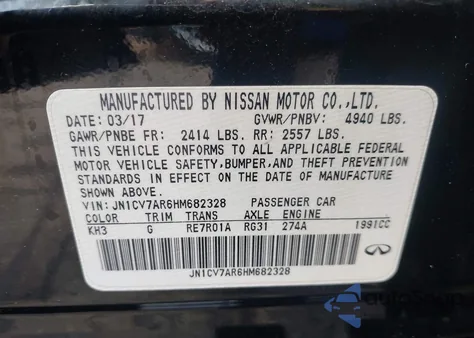 MANUFACTURED BY NISSAN MOTOR CO.,LTD.
DATE: 03/17 GVWR/PNBV: 4940 LBS.
GAWR/PNBE FR: 2414 LBS. RR: 2557 LBS.
THIS VEHICLE CONFORMS TO ALL APPLICABLE FEDERAL
MOTOR VEHICLE SAFETY, BUMPER, AND THEFT PREVENTION
STANDARDS IN EFFECT ON THE DATE OF MANUFACTURE
SHOWN ABOVE.
VIN: JN1CV7AR6HM682328 PASSENGER CAR
COLOR TRIM TRANS AXLE ENGINE
KH3 G RE7R01A RG31 274A 1991CC
JN1CV7AR6HM682328